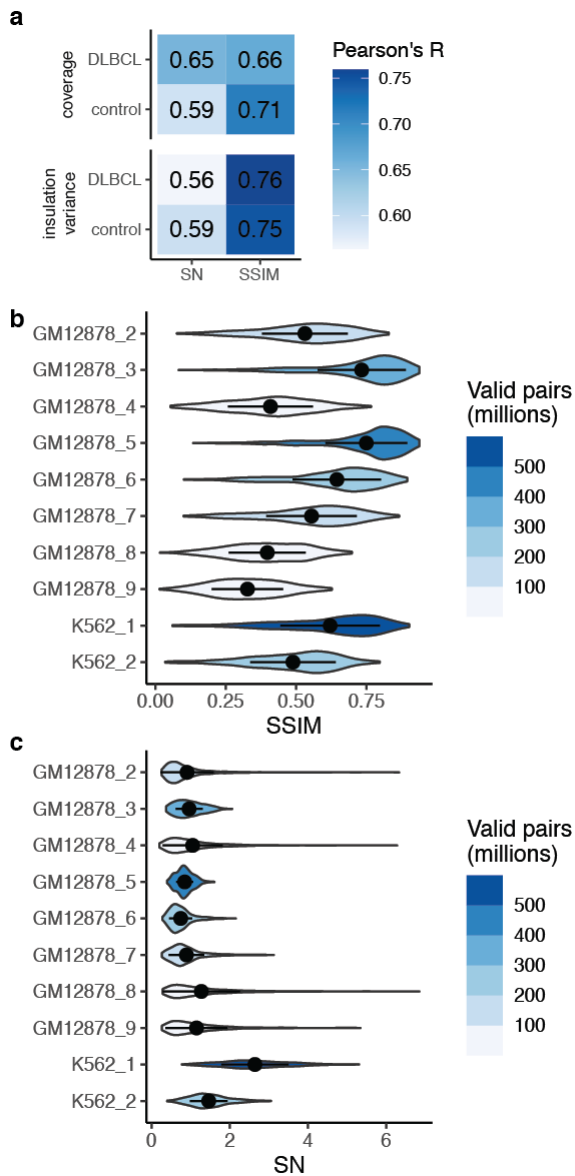 a
Pearson's R
coverage
DLBCL 0.65 0.66
control 0.59 0.71
insulation
variance
DLBCL 0.56 0.76
control 0.59 0.75
SN SSIM
0.75
0.70
0.65
0.60
b
GM12878_2
GM12878_3
GM12878_4
GM12878_5
GM12878_6
GM12878_7
GM12878_8
GM12878_9
K562_1
K562_2
0.00 0.25 0.50 0.75
SSIM
Valid pairs
(millions)
500
400
300
200
100
c
GM12878_2
GM12878_3
GM12878_4
GM12878_5
GM12878_6
GM12878_7
GM12878_8
GM12878_9
K562_1
K562_2
0 2 4 6
SN
Valid pairs
(millions)
500
400
300
200
100